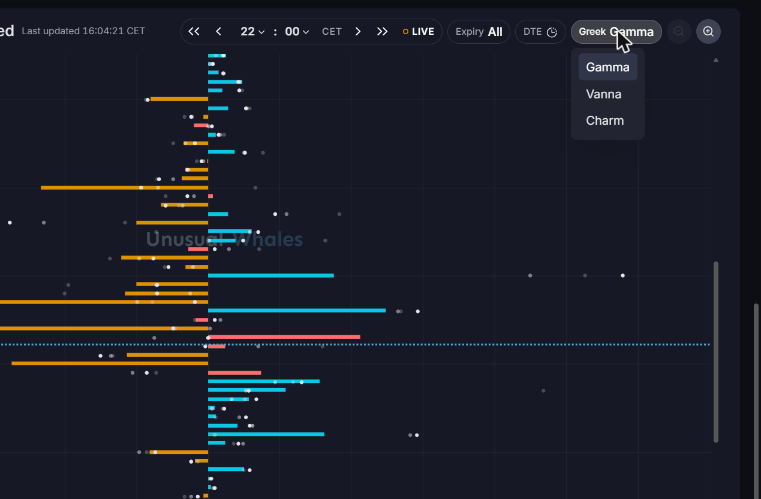 ed Last updated 16:04:21 CET 22 : 00 CET LIVE Expiry All DTE Greek Gamma
Gamma
Vanna
Charm
Unusual Whales